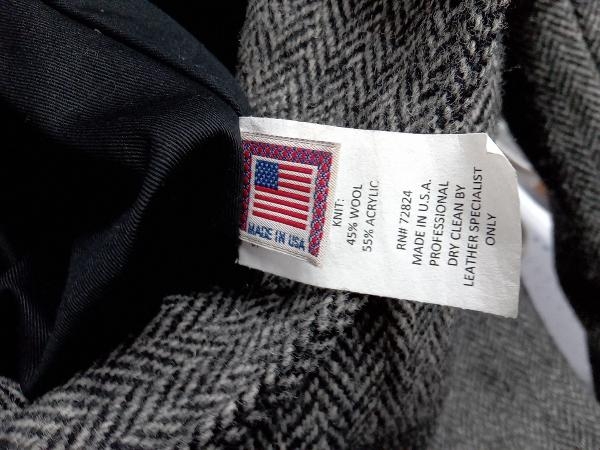 MADE IN USA
KNIT:
45% WOOL
55% ACRYLIC
RN# 72824
MADE IN U.S.A.
PROFESSIONAL
DRY CLEAN BY
LEATHER SPECIALIST
ONLY